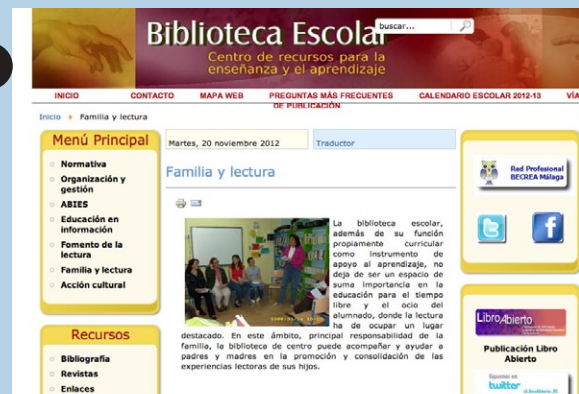 Biblioteca Escolar
buscar...
Centro de recursos para la
enseñanza y el aprendizaje
INICIO
CONTACTO
MAPA WEB
PREGUNTAS MÁS FRECUENTES
DE PUBLICACIÓN
CALENDARIO ESCOLAR 2012-13
VÍA
Inicio
Familia y lectura
Menú Principal
Normativa
Organización y
gestión
ABIES
Educación en
información
Fomento de la
lectura
Familia y lectura
Acción cultural
Recursos
Bibliografía
Revistas
Enlaces
Martes, 20 noviembre 2012
Traductor
Familia y lectura
La biblioteca escolar,
además de su función
propiamente curricular
como instrumento de
apoyo al aprendizaje, no
deja de ser un espacio de
suma importancia en la
educación para el tiempo
libre y el ocio del
alumnado, donde la lectura
ha de ocupar un lugar
destacado. En este ámbito, principal responsabilidad de la
familia, la biblioteca de centro puede acompañar y ayudar a
padres y madres en la promoción y consolidación de las
experiencias lectoras de sus hijos.
Red Profesional
BECREA Málaga
LibroAbierto
Publicación Libro
Abierto
Síguenos en
twitter